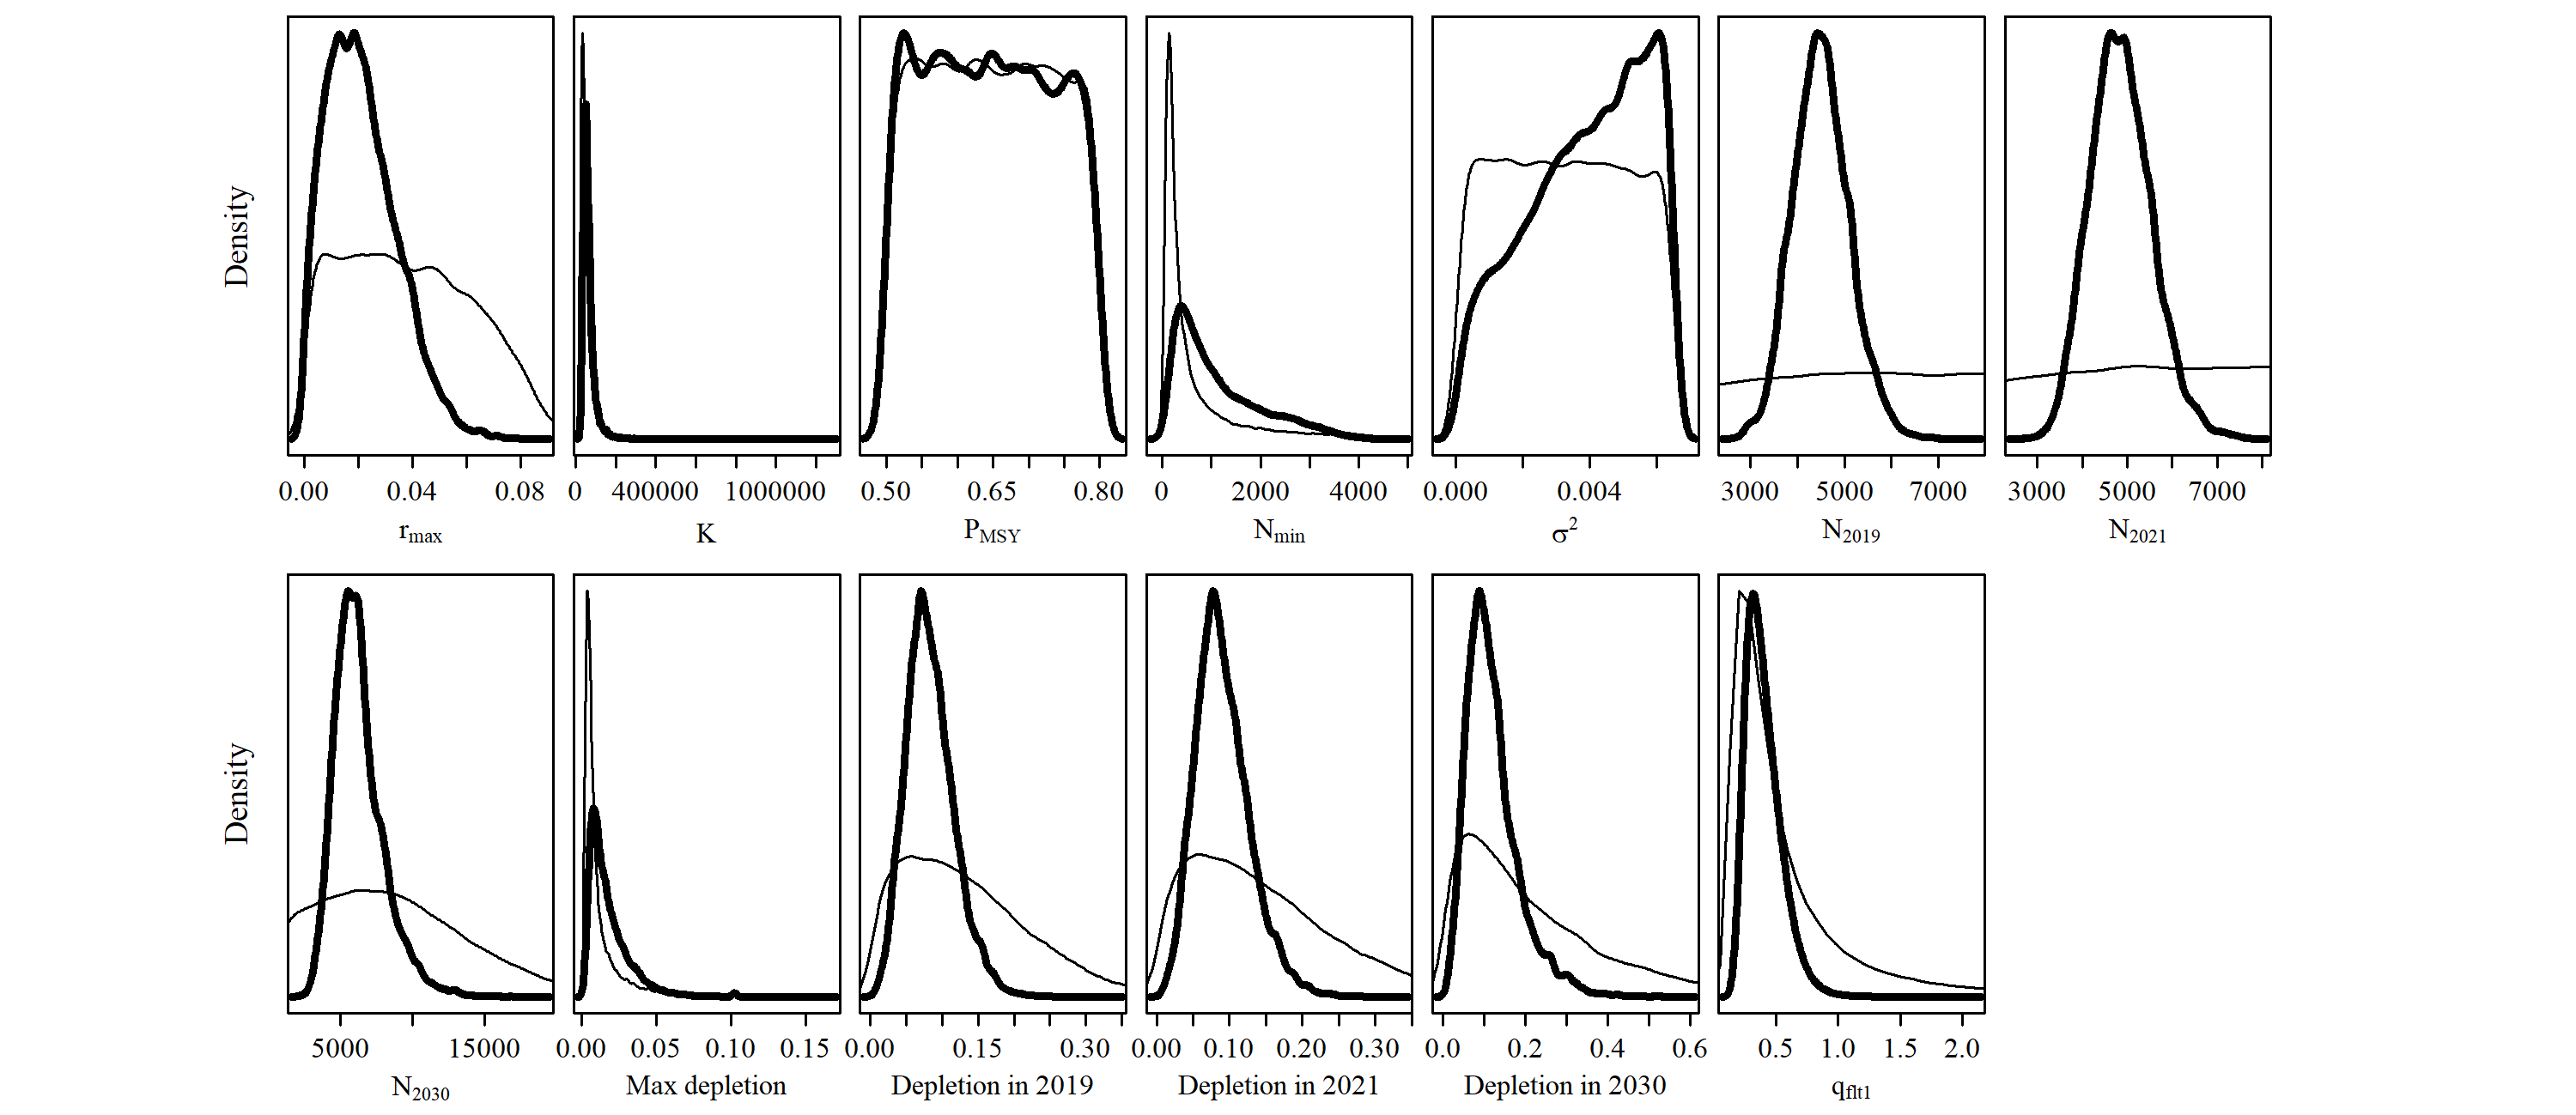 Density
0.00 0.04 0.08
r_max
0 400000 1000000
K
0.50 0.65 0.80
P_MSY
0 2000 4000
N_min
0.000 0.004
σ²
3000 5000 7000
N_2019
3000 5000 7000
N_2021
Density
5000 15000
N_2030
0.00 0.05 0.10 0.15
Max depletion
0.00 0.15 0.30
Depletion in 2019
0.00 0.10 0.20 0.30
Depletion in 2021
0.0 0.2 0.4 0.6
Depletion in 2030
0.5 1.0 1.5 2.0
q_flt1